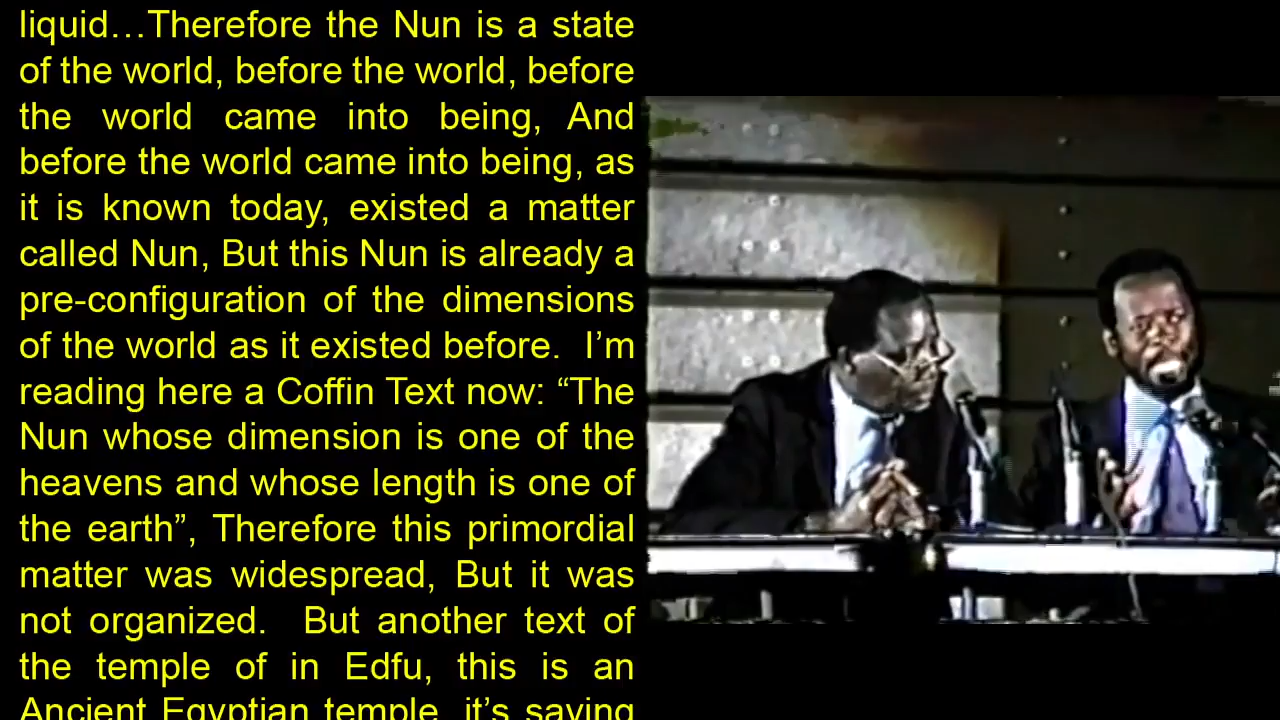 liquid…Therefore the Nun is a state
of the world, before the world, before
the world came into being, And
before the world came into being, as
it is known today, existed a matter
called Nun, But this Nun is already a
pre-configuration of the dimensions
of the world as it existed before.  I’m
reading here a Coffin Text now: “The
Nun whose dimension is one of the
heavens and whose length is one of
the earth”, Therefore this primordial
matter was widespread, But it was
not organized.  But another text of
the temple of in Edfu, this is an
Ancient Egyptian temple, it’s saying